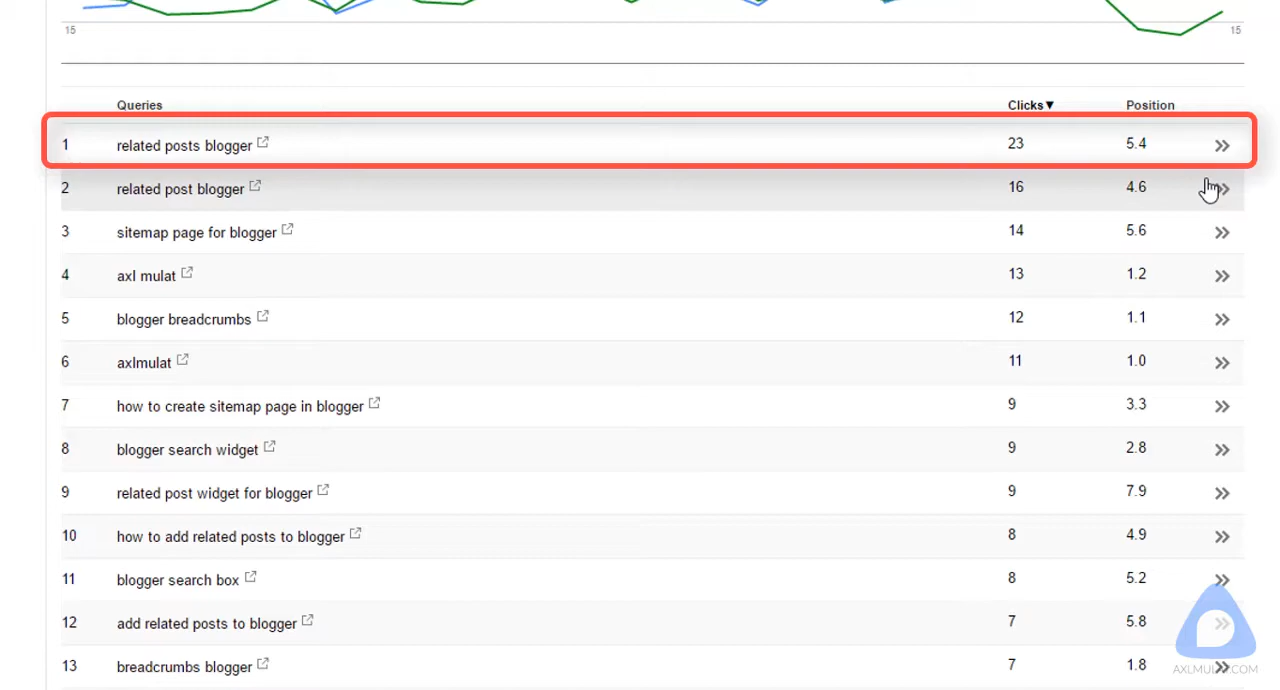 15 15
Queries Clicks▼ Position
1 related posts blogger 23 5.4
2 related post blogger 16 4.6
3 sitemap page for blogger 14 5.6
4 axl mulat 13 1.2
5 blogger breadcrumbs 12 1.1
6 axlmulat 11 1.0
7 how to create sitemap page in blogger 9 3.3
8 blogger search widget 9 2.8
9 related post widget for blogger 9 7.9
10 how to add related posts to blogger 8 4.9
11 blogger search box 8 5.2
12 add related posts to blogger 7 5.8
13 breadcrumbs blogger 7 1.8
AXLMULAT.COM